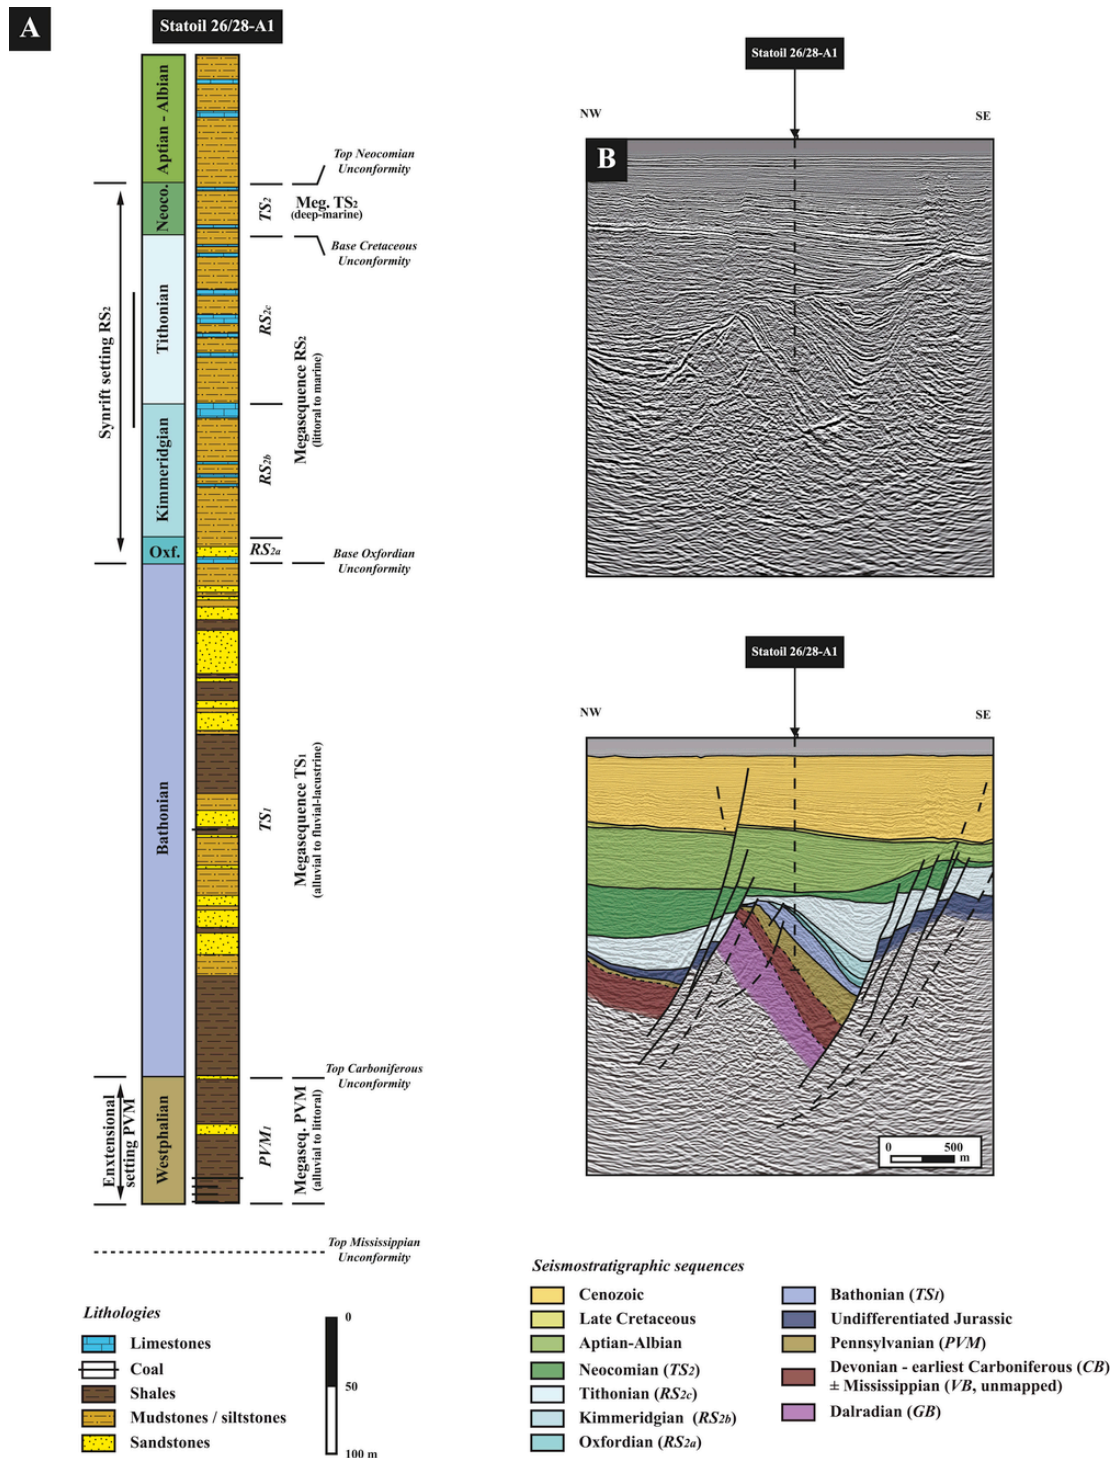 A
Statoil 26/28-A1
Aptian - Albian
Neoco.
Tithonian
Kimmeridgian
Oxf.
Bathonian
Westphalian
Synrift setting RS2
Enxtensional
setting PVM
TS2
RS2c
RS2b
RS2a
TS1
PVM1
Meg. TS2
(deep-marine)
Megasequence RS2
(littoral to marine)
Megasequence TS1
(alluvial to fluvial-lacustrine)
Megaseq. PVM
(alluvial to littoral)
Top Neocomian
Unconformity
Base Cretaceous
Unconformity
Base Oxfordian
Unconformity
Top Carboniferous
Unconformity
Top Mississippian
Unconformity
Lithologies
Limestones
Coal
Shales
Mudstones / siltstones
Sandstones
0
50
100 m
Statoil 26/28-A1
NW
SE
B
Statoil 26/28-A1
NW
SE
0
500
m
Seismostratigraphic sequences
Cenozoic
Late Cretaceous
Aptian-Albian
Neocomian (TS2)
Tithonian (RS2c)
Kimmeridgian (RS2b)
Oxfordian (RS2a)
Bathonian (TS1)
Undifferentiated Jurassic
Pennsylvanian (PVM)
Devonian - earliest Carboniferous (CB)
± Mississippian (VB, unmapped)
Dalradian (GB)